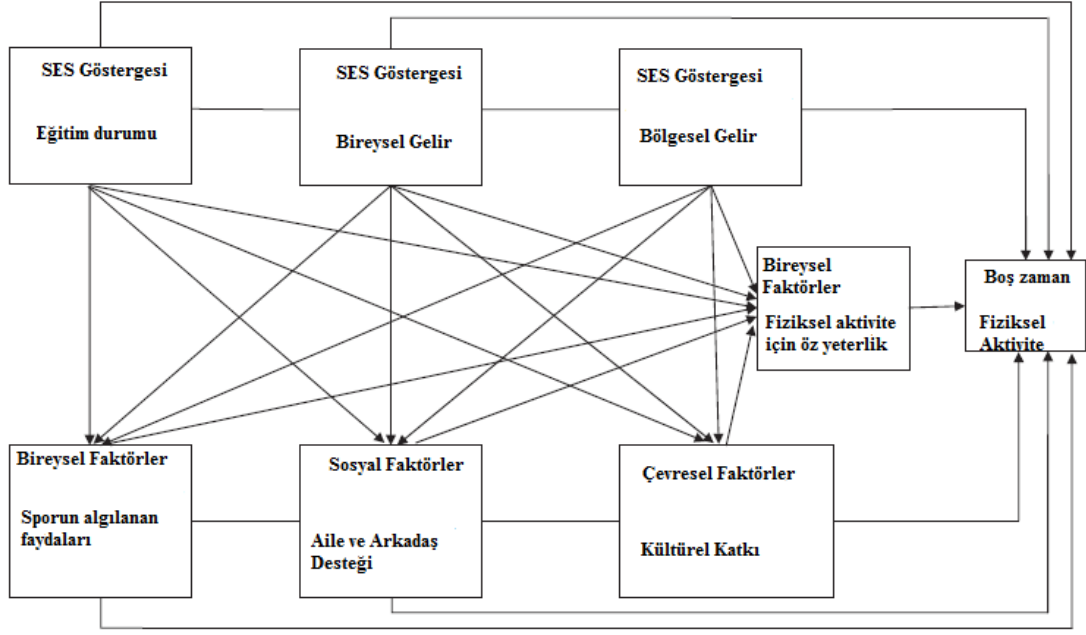 SES Göstergesi
Eğitim durumu
SES Göstergesi
Bireysel Gelir
SES Göstergesi
Bölgesel Gelir
Bireysel
Faktörler
Fiziksel aktivite
için öz yeterlik
Boş zaman
Fiziksel
Aktivite
Bireysel Faktörler
Sporun algılanan
faydaları
Sosyal Faktörler
Aile ve Arkadaş
Desteği
Çevresel Faktörler
Kültürel Katkı